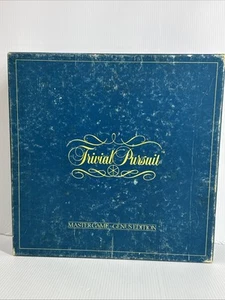 Trivial Pursuit
MASTER GAME - GENUS EDITION